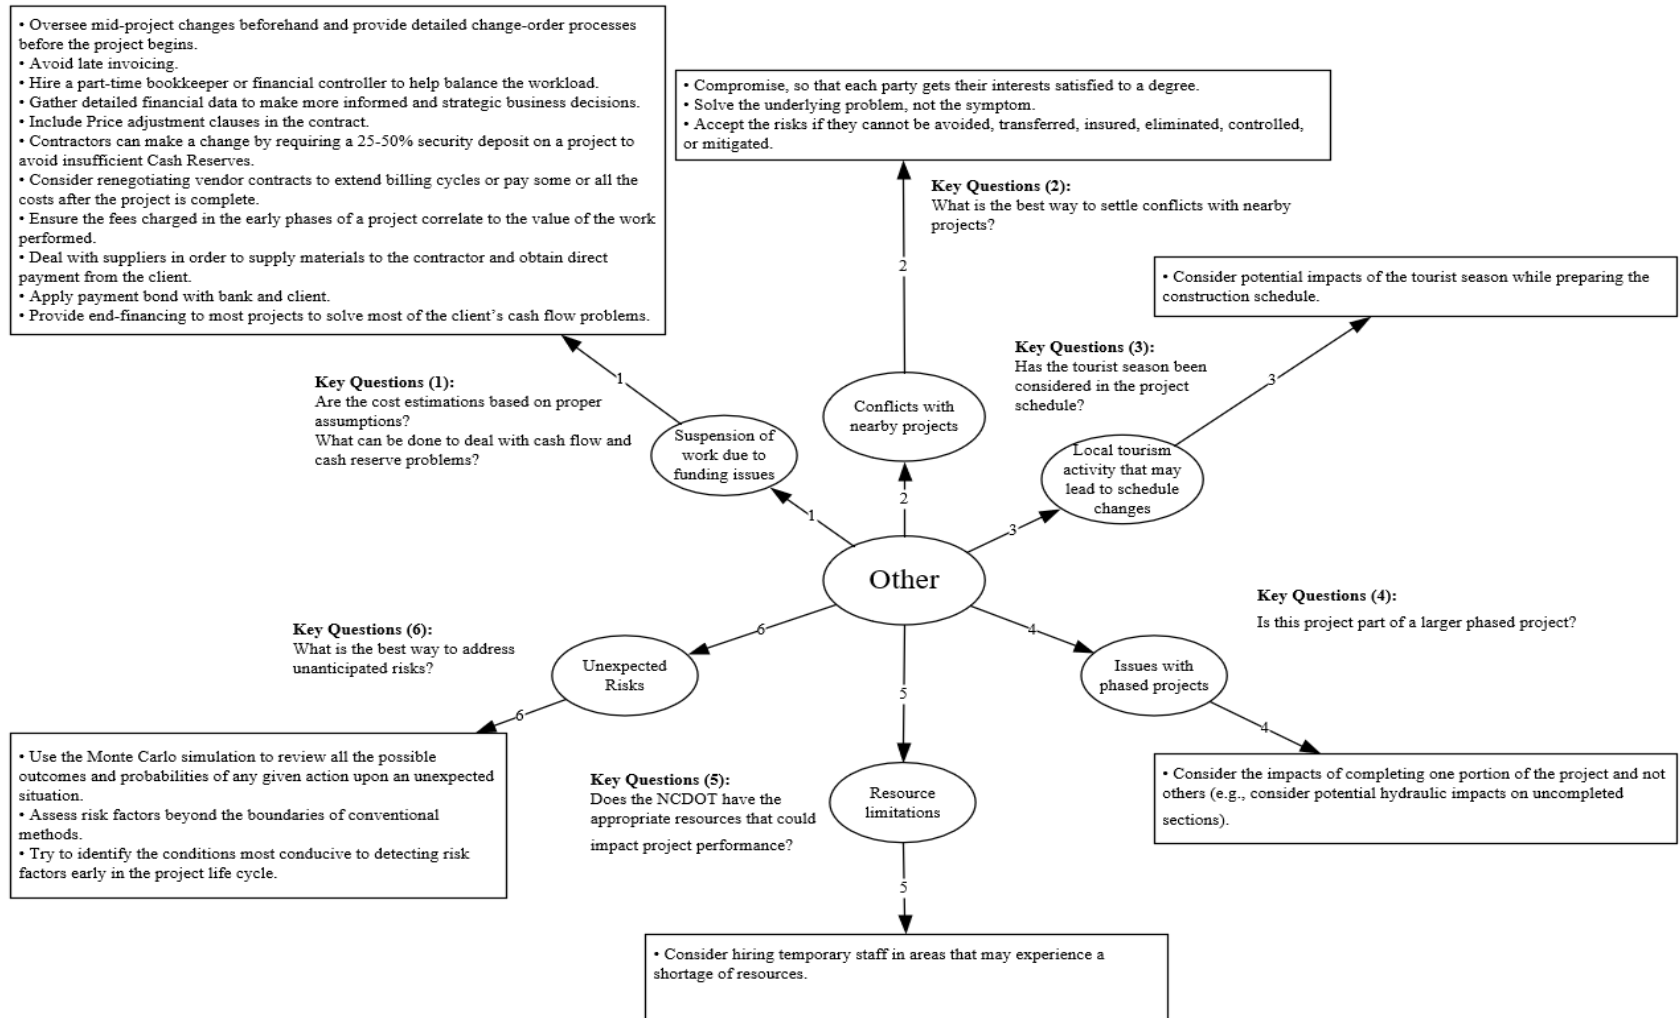 • Oversee mid-project changes beforehand and provide detailed change-order processes
before the project begins.
• Avoid late invoicing.
• Hire a part-time bookkeeper or financial controller to help balance the workload.
• Gather detailed financial data to make more informed and strategic business decisions.
• Include Price adjustment clauses in the contract.
• Contractors can make a change by requiring a 25-50% security deposit on a project to
avoid insufficient Cash Reserves.
• Consider renegotiating vendor contracts to extend billing cycles or pay some or all the
costs after the project is complete.
• Ensure the fees charged in the early phases of a project correlate to the value of the work
performed.
• Deal with suppliers in order to supply materials to the contractor and obtain direct
payment from the client.
• Apply payment bond with bank and client.
• Provide end-financing to most projects to solve most of the client's cash flow problems.
• Compromise, so that each party gets their interests satisfied to a degree.
• Solve the underlying problem, not the symptom.
• Accept the risks if they cannot be avoided, transferred, insured, eliminated, controlled,
or mitigated.
Key Questions (2):
What is the best way to settle conflicts with nearby
projects?
2
• Consider potential impacts of the tourist season while preparing the
construction schedule.
Key Questions (3):
Has the tourist season been
considered in the project
schedule?
3
Key Questions (1):
Are the cost estimations based on proper
assumptions?
What can be done to deal with cash flow and
cash reserve problems?
1
Suspension of
work due to
funding issues
Conflicts with
nearby projects
Local tourism
activity that may
lead to schedule
changes
1
2
3
Other
Key Questions (4):
Is this project part of a larger phased project?
Key Questions (6):
What is the best way to address
unanticipated risks?
6
4
Unexpected
Risks
Issues with
phased projects
5
6
4
• Use the Monte Carlo simulation to review all the possible
outcomes and probabilities of any given action upon an unexpected
situation.
• Assess risk factors beyond the boundaries of conventional
methods.
• Try to identify the conditions most conducive to detecting risk
factors early in the project life cycle.
Key Questions (5):
Does the NCDOT have the
appropriate resources that could
impact project performance?
Resource
limitations
• Consider the impacts of completing one portion of the project and not
others (e.g., consider potential hydraulic impacts on uncompleted
sections).
5
• Consider hiring temporary staff in areas that may experience a
shortage of resources.